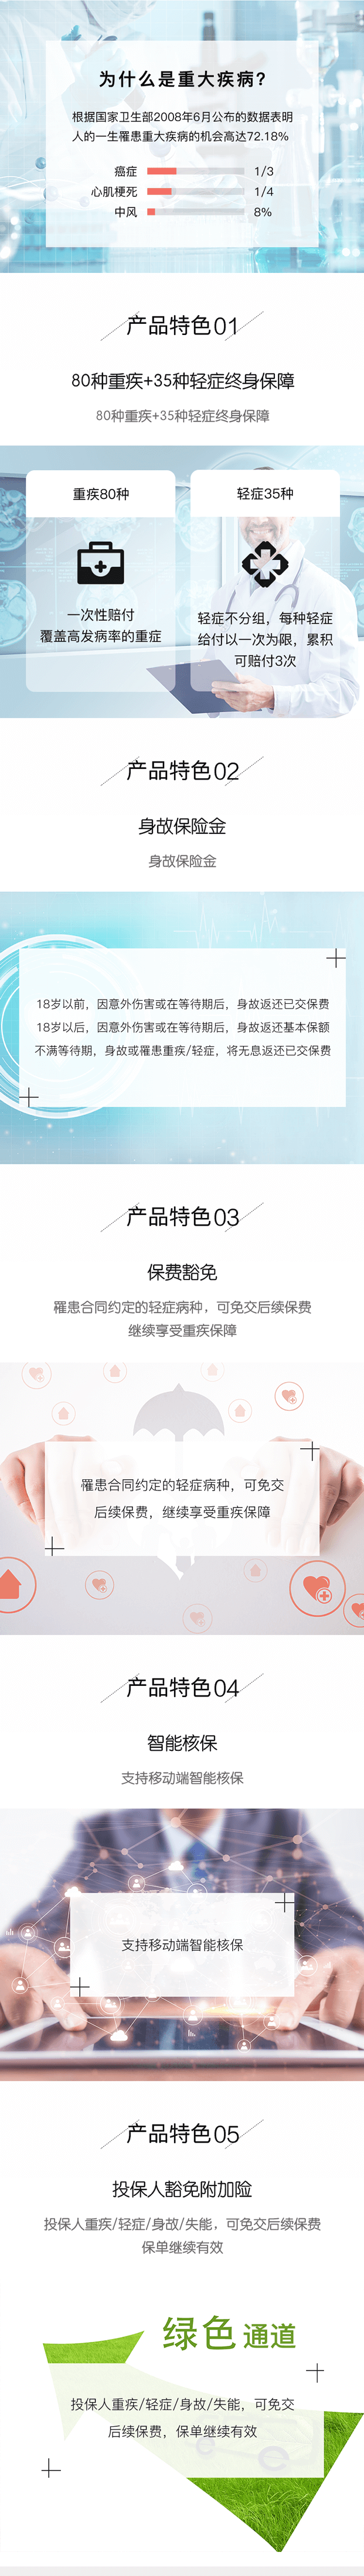 为什么是重大疾病?
根据国家卫生部2008年6月公布的数据表明
人的一生罹患重大疾病的机会高达72.18%
癌症 1/3
心肌梗死 1/4
中风 8%
产品特色01
80种重疾+35种轻症终身保障
80种重疾+35种轻症终身保障
重疾80种
一次性赔付
覆盖高发病率的重症
轻症35种
轻症不分组，每种轻症
给付以一次为限，累积
可赔付3次
产品特色02
身故保险金
身故保险金
18岁以前，因意外伤害或在等待期后，身故返还已交保费
18岁以后，因意外伤害或在等待期后，身故返还基本保额
不满等待期，身故或罹患重疾/轻症，将无息返还已交保费
产品特色03
保费豁免
罹患合同约定的轻症病种，可免交后续保费
继续享受重疾保障
罹患合同约定的轻症病种，可免交
后续保费，继续享受重疾保障
产品特色04
智能核保
支持移动端智能核保
支持移动端智能核保
产品特色05
投保人豁免附加险
投保人重疾/轻症/身故/失能，可免交后续保费
保单继续有效
绿色通道
投保人重疾/轻症/身故/失能，可免交
后续保费，保单继续有效